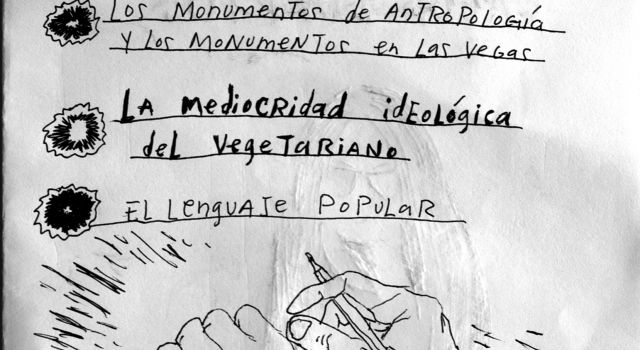 Los Monumentos de Antropología
y los Monumentos en Las Vegas
La mediocridad ideológica
del vegetariano
El lenguaje popular